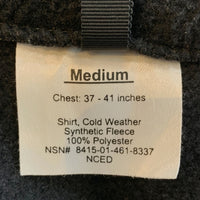 Medium
Chest: 37 - 41 inches
Shirt, Cold Weather
Synthetic Fleece
100% Polyester
NSN# 8415-01-461-8337
NCED